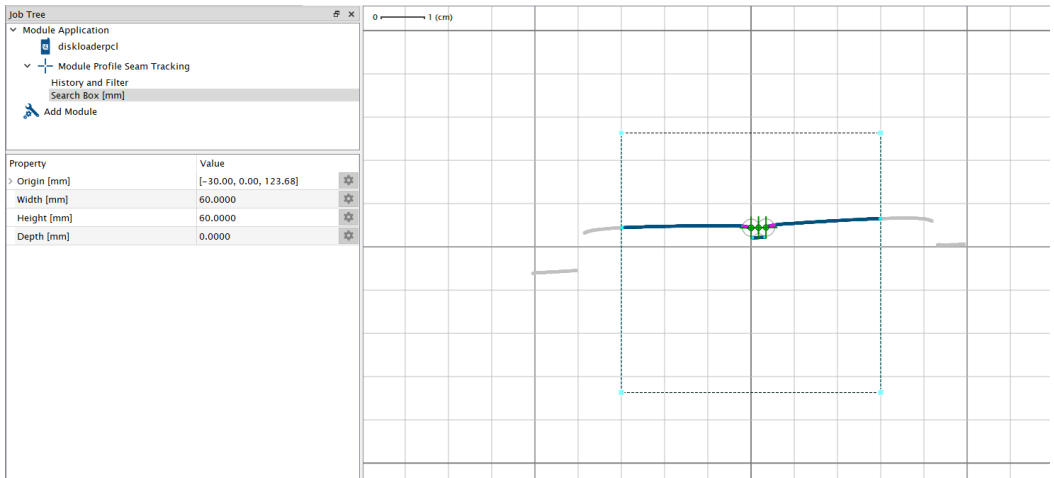 Job Tree
Module Application
diskloaderpcl
Module Profile Seam Tracking
History and Filter
Search Box [mm]
Add Module
Property Value
Origin [mm] [-30.00, 0.00, 123.68]
Width [mm] 60.0000
Height [mm] 60.0000
Depth [mm] 0.0000
0 1 (cm)